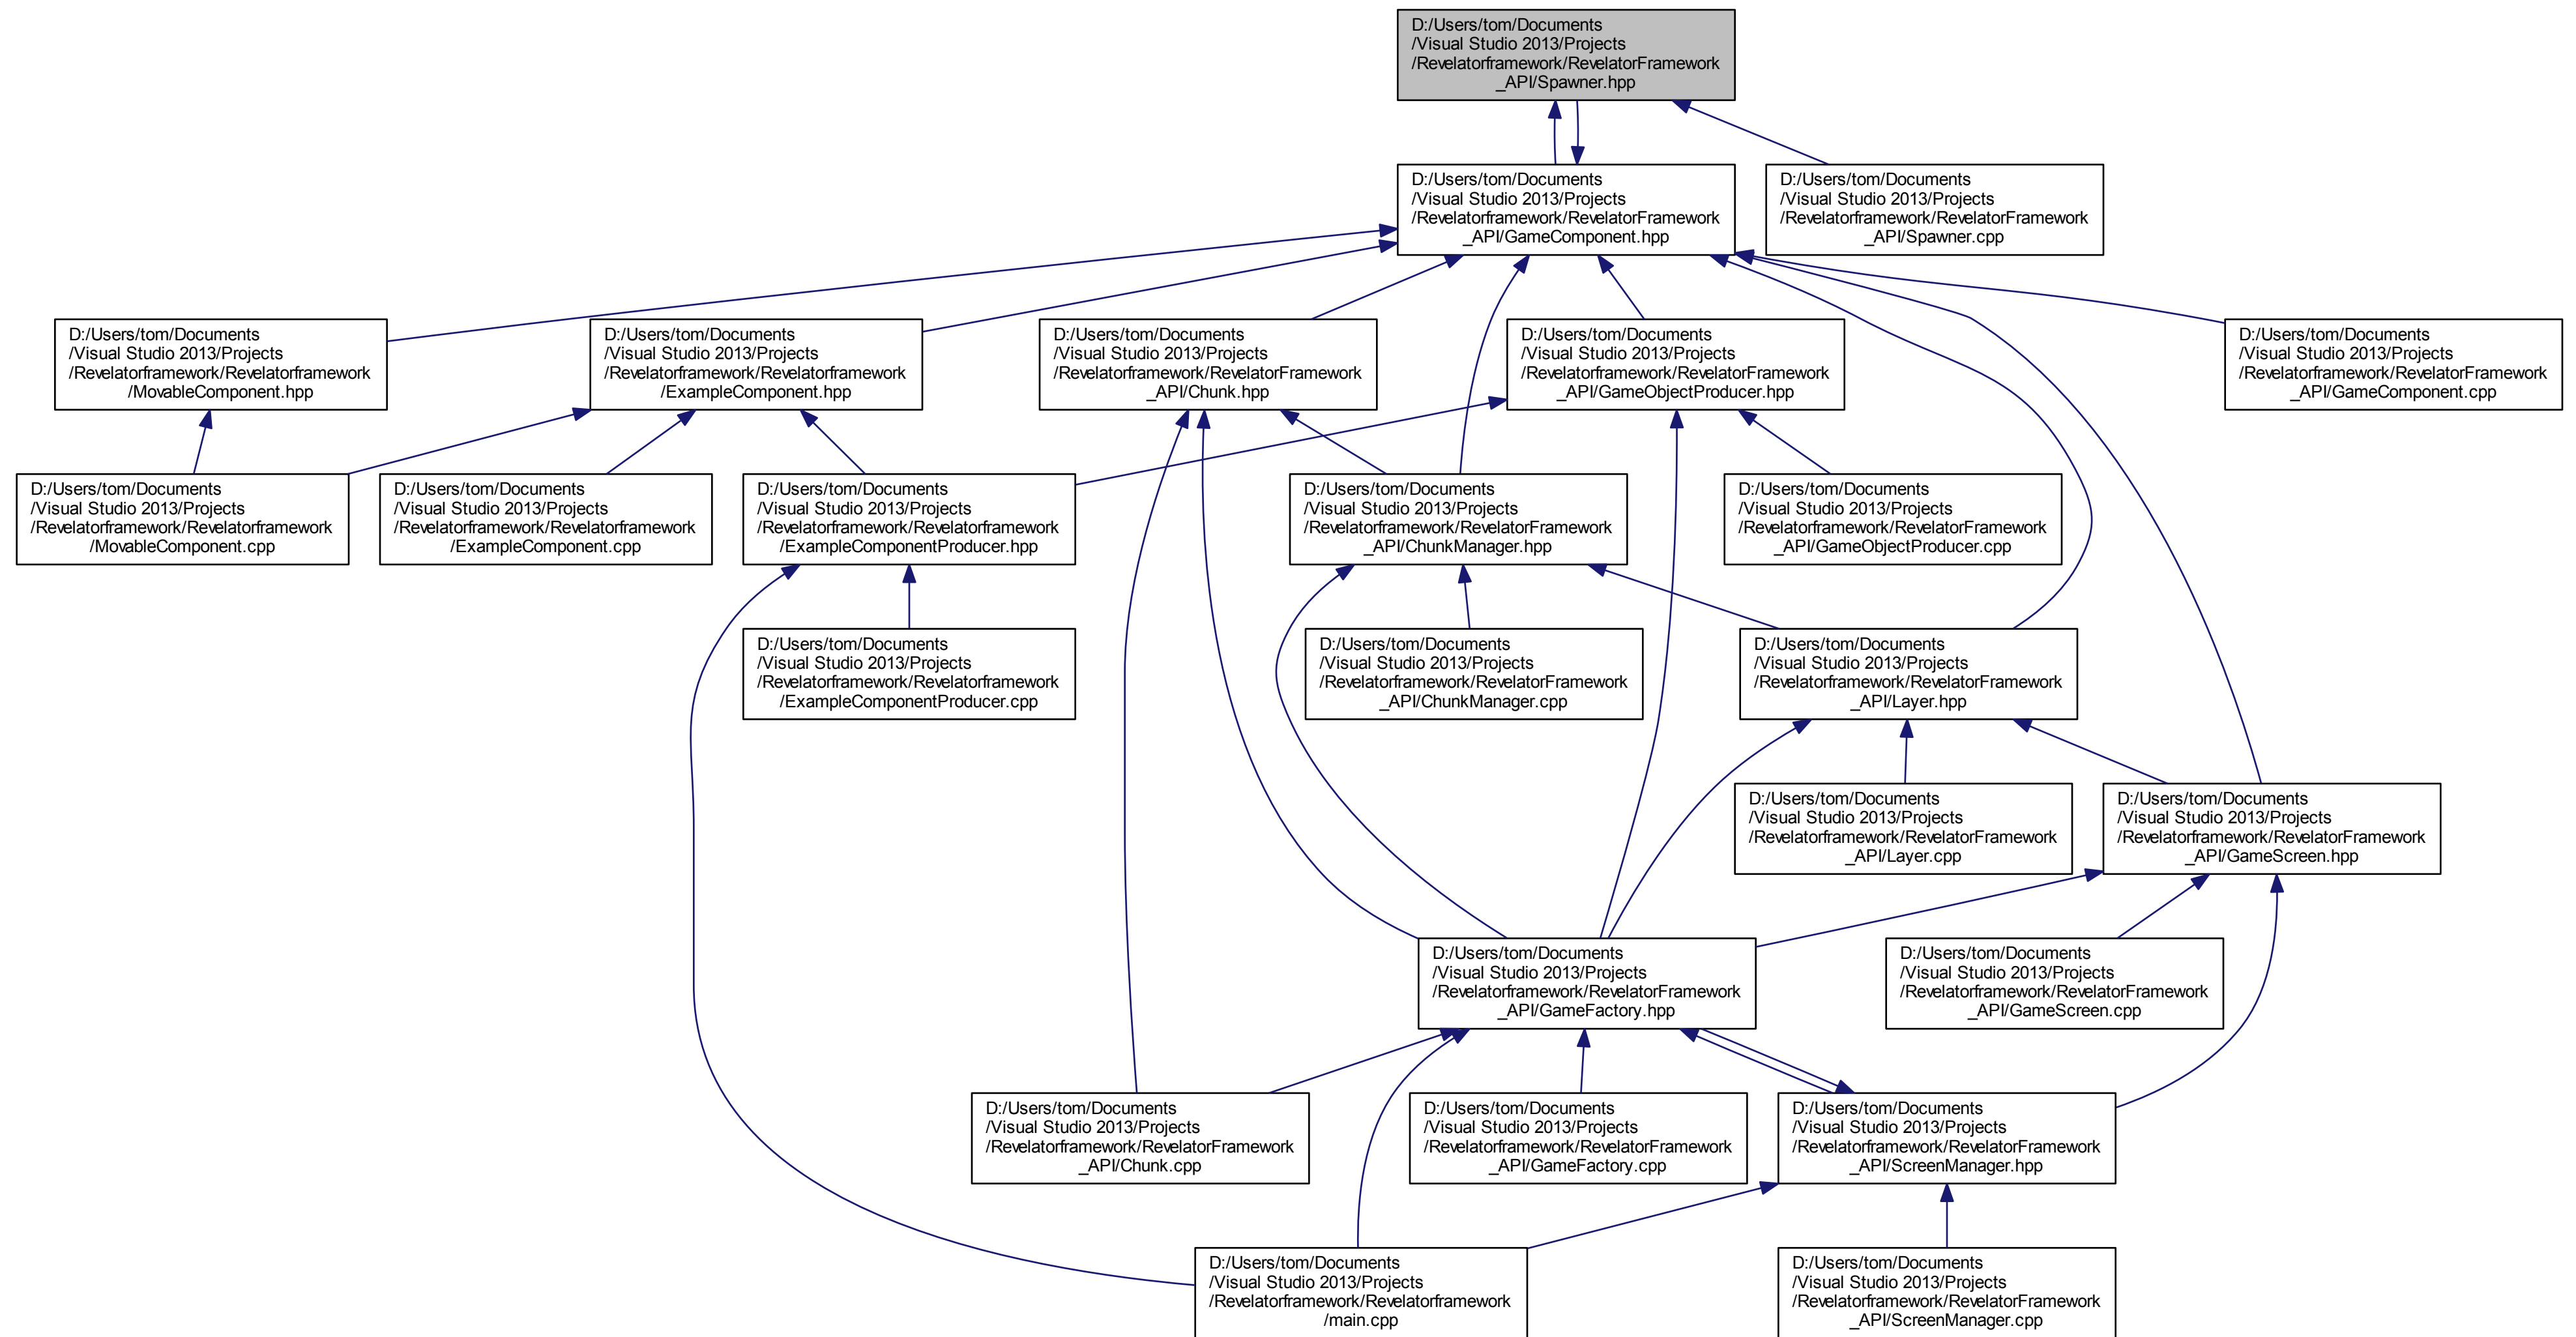 D:/Users/tom/Documents
/Visual Studio 2013/Projects
/Revelatorframework/RevelatorFramework
_API/Spawner.hpp
D:/Users/tom/Documents
/Visual Studio 2013/Projects
/Revelatorframework/RevelatorFramework
_API/GameComponent.hpp
D:/Users/tom/Documents
/Visual Studio 2013/Projects
/Revelatorframework/RevelatorFramework
_API/Spawner.cpp
D:/Users/tom/Documents
/Visual Studio 2013/Projects
/Revelatorframework/Revelatorframework
/MovableComponent.hpp
D:/Users/tom/Documents
/Visual Studio 2013/Projects
/Revelatorframework/Revelatorframework
/ExampleComponent.hpp
D:/Users/tom/Documents
/Visual Studio 2013/Projects
/Revelatorframework/RevelatorFramework
_API/Chunk.hpp
D:/Users/tom/Documents
/Visual Studio 2013/Projects
/Revelatorframework/RevelatorFramework
_API/GameObjectProducer.hpp
D:/Users/tom/Documents
/Visual Studio 2013/Projects
/Revelatorframework/RevelatorFramework
_API/GameComponent.cpp
D:/Users/tom/Documents
/Visual Studio 2013/Projects
/Revelatorframework/Revelatorframework
/MovableComponent.cpp
D:/Users/tom/Documents
/Visual Studio 2013/Projects
/Revelatorframework/Revelatorframework
/ExampleComponent.cpp
D:/Users/tom/Documents
/Visual Studio 2013/Projects
/Revelatorframework/Revelatorframework
/ExampleComponentProducer.hpp
D:/Users/tom/Documents
/Visual Studio 2013/Projects
/Revelatorframework/RevelatorFramework
_API/ChunkManager.hpp
D:/Users/tom/Documents
/Visual Studio 2013/Projects
/Revelatorframework/RevelatorFramework
_API/GameObjectProducer.cpp
D:/Users/tom/Documents
/Visual Studio 2013/Projects
/Revelatorframework/Revelatorframework
/ExampleComponentProducer.cpp
D:/Users/tom/Documents
/Visual Studio 2013/Projects
/Revelatorframework/RevelatorFramework
_API/ChunkManager.cpp
D:/Users/tom/Documents
/Visual Studio 2013/Projects
/Revelatorframework/RevelatorFramework
_API/Layer.hpp
D:/Users/tom/Documents
/Visual Studio 2013/Projects
/Revelatorframework/RevelatorFramework
_API/Layer.cpp
D:/Users/tom/Documents
/Visual Studio 2013/Projects
/Revelatorframework/RevelatorFramework
_API/GameScreen.hpp
D:/Users/tom/Documents
/Visual Studio 2013/Projects
/Revelatorframework/RevelatorFramework
_API/GameFactory.hpp
D:/Users/tom/Documents
/Visual Studio 2013/Projects
/Revelatorframework/RevelatorFramework
_API/GameScreen.cpp
D:/Users/tom/Documents
/Visual Studio 2013/Projects
/Revelatorframework/RevelatorFramework
_API/Chunk.cpp
D:/Users/tom/Documents
/Visual Studio 2013/Projects
/Revelatorframework/RevelatorFramework
_API/GameFactory.cpp
D:/Users/tom/Documents
/Visual Studio 2013/Projects
/Revelatorframework/RevelatorFramework
_API/ScreenManager.hpp
D:/Users/tom/Documents
/Visual Studio 2013/Projects
/Revelatorframework/Revelatorframework
/main.cpp
D:/Users/tom/Documents
/Visual Studio 2013/Projects
/Revelatorframework/RevelatorFramework
_API/ScreenManager.cpp